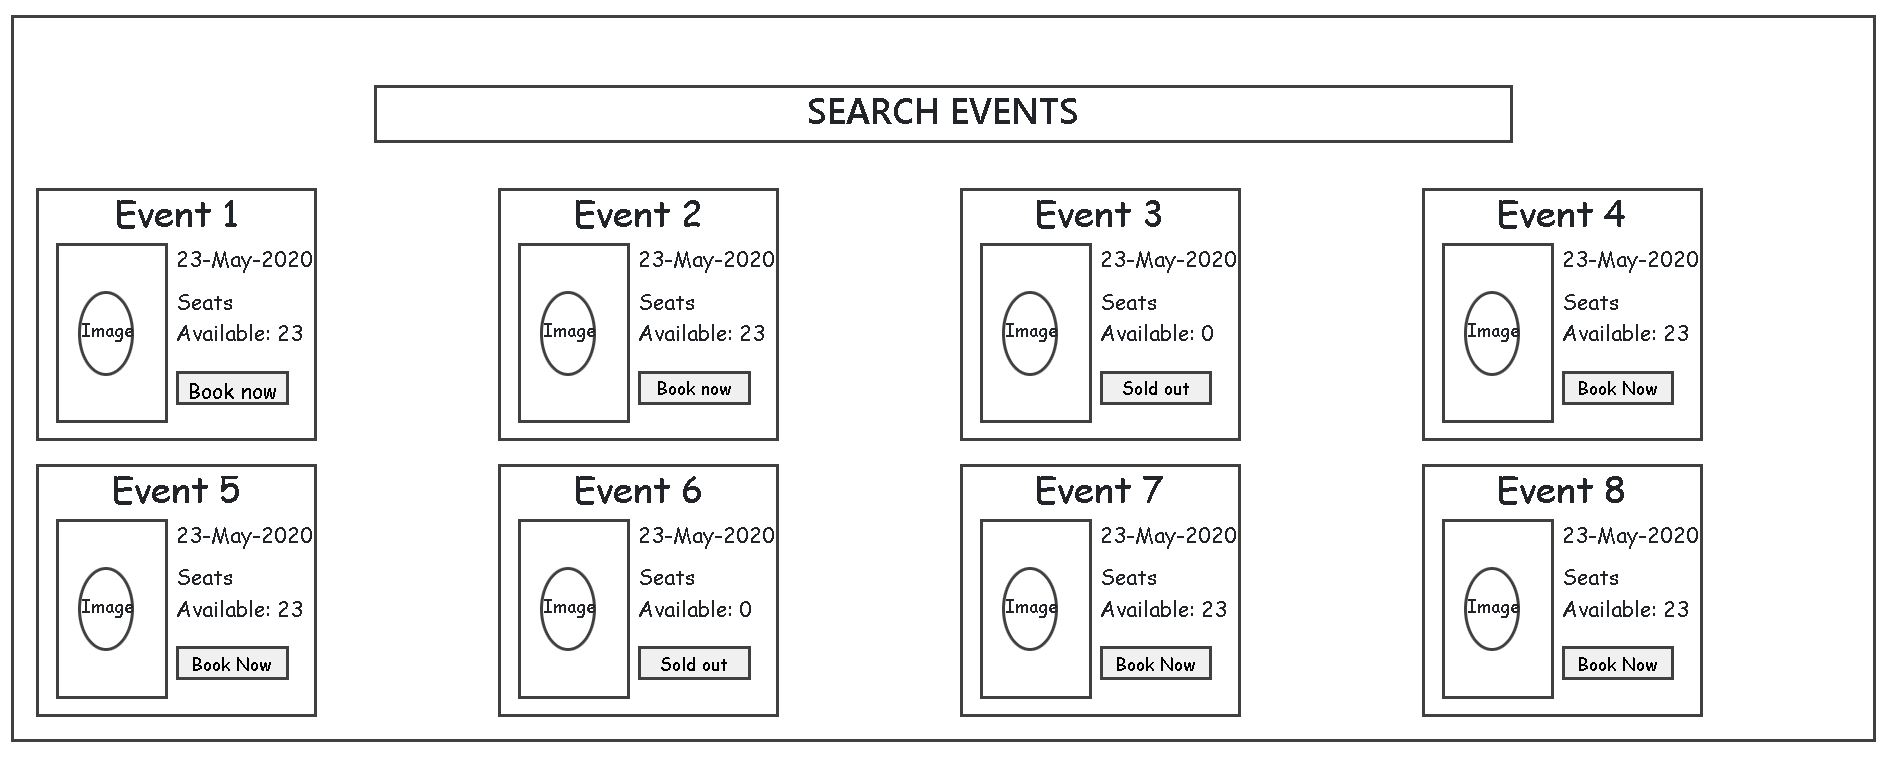 SEARCH EVENTS
Event 1
23-May-2020
Seats
Available: 23
Image
Book now
Event 2
23-May-2020
Seats
Available: 23
Image
Book now
Event 3
23-May-2020
Seats
Available: 0
Image
Sold out
Event 4
23-May-2020
Seats
Available: 23
Image
Book Now
Event 5
23-May-2020
Seats
Available: 23
Image
Book Now
Event 6
23-May-2020
Seats
Available: 0
Image
Sold out
Event 7
23-May-2020
Seats
Available: 23
Image
Book Now
Event 8
23-May-2020
Seats
Available: 23
Image
Book Now